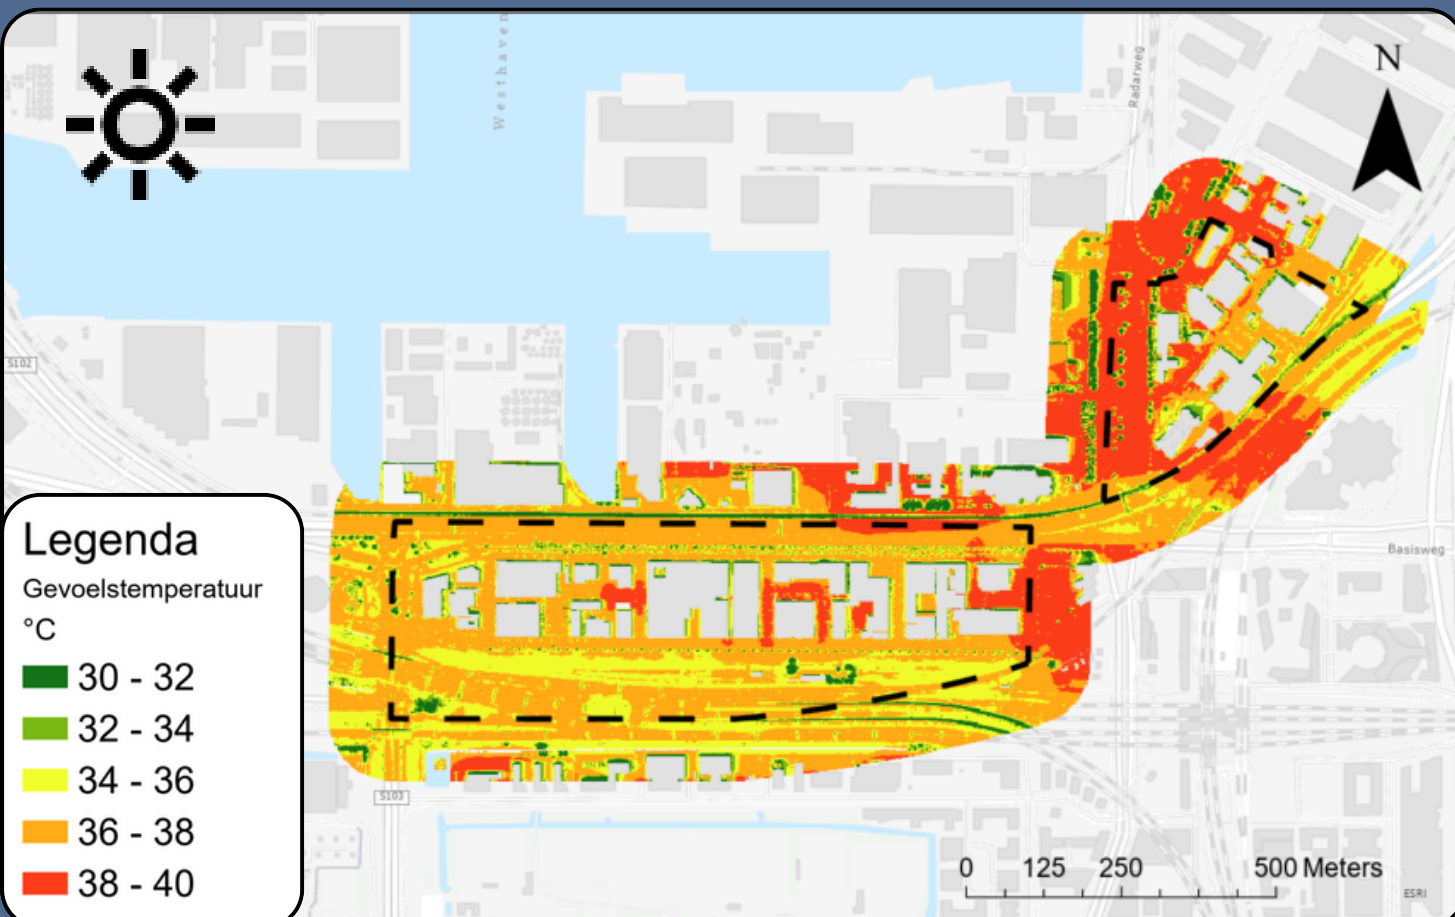 Westhaven
Radarweg
N
S102
Legenda
Gevoelstemperatuur
°C
30 - 32
32 - 34
34 - 36
36 - 38
38 - 40
Basisweg
S103
0 125 250 500 Meters
ESRI